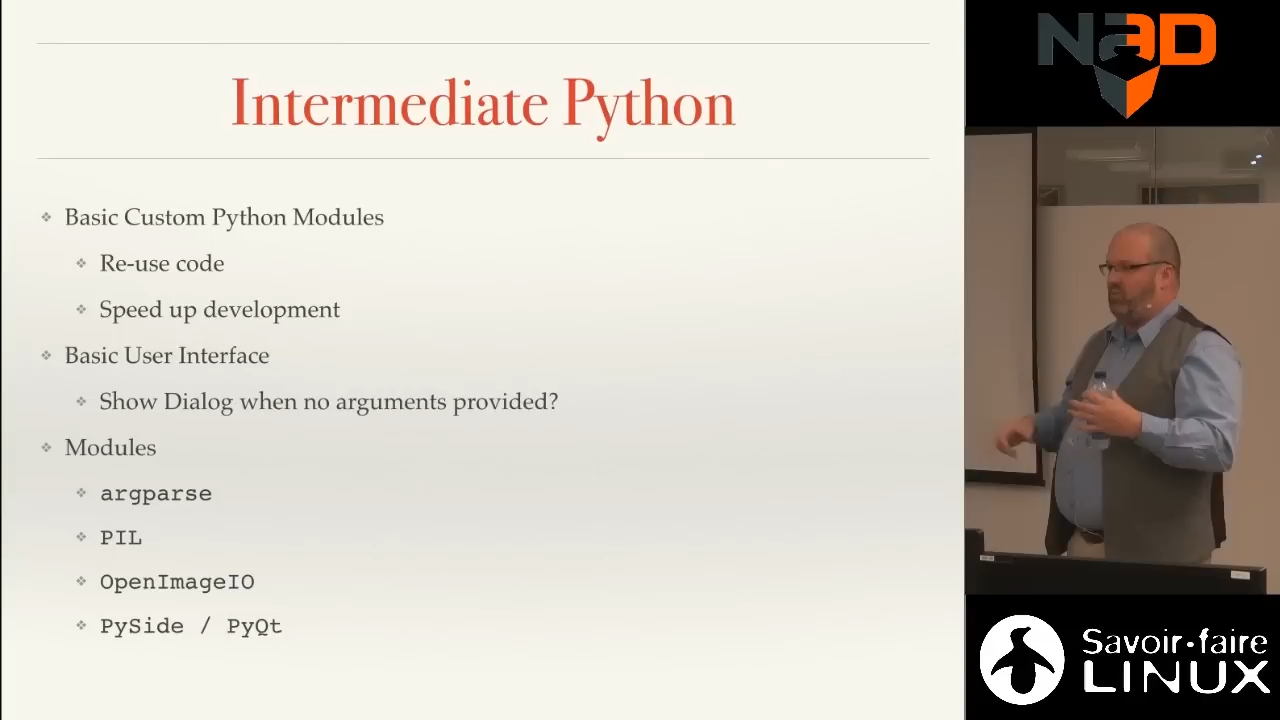 Intermediate Python
Basic Custom Python Modules
Re-use code
Speed up development
Basic User Interface
Show Dialog when no arguments provided?
Modules
argparse
PIL
OpenImageIO
PySide / PyQt
NAD
Savoir-faire
LINUX